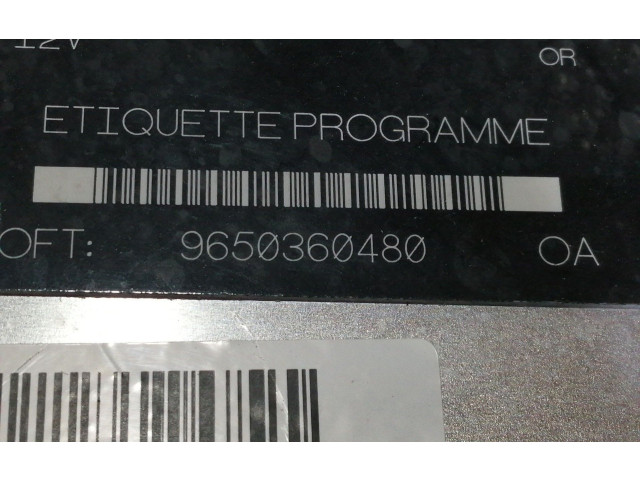 12V
OR
ETIQUETTE PROGRAMME
OFT: 9650360480 OA